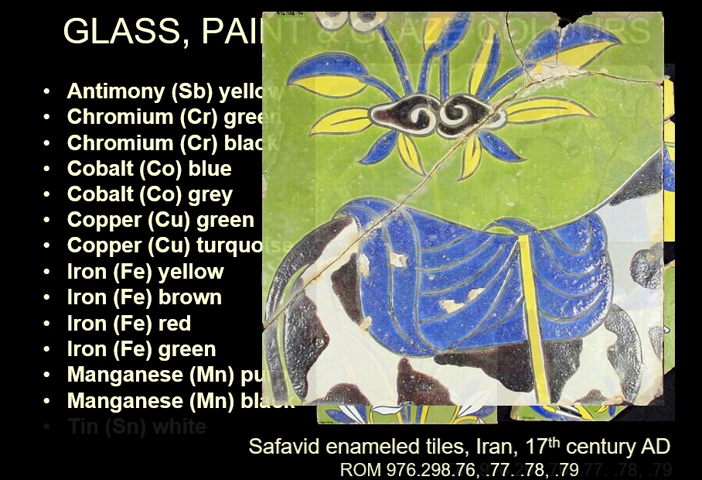 GLASS, PAINT & GLAZE COLOURS
• Antimony (Sb) yellow
• Chromium (Cr) green
• Chromium (Cr) black
• Cobalt (Co) blue
• Cobalt (Co) grey
• Copper (Cu) green
• Copper (Cu) turquoise
• Iron (Fe) yellow
• Iron (Fe) brown
• Iron (Fe) red
• Iron (Fe) green
• Manganese (Mn) pu
• Manganese (Mn) black
• Tin (Sn) white
Safavid enameled tiles, Iran, 17th century AD
ROM 976.298.76, .77. .78, .79